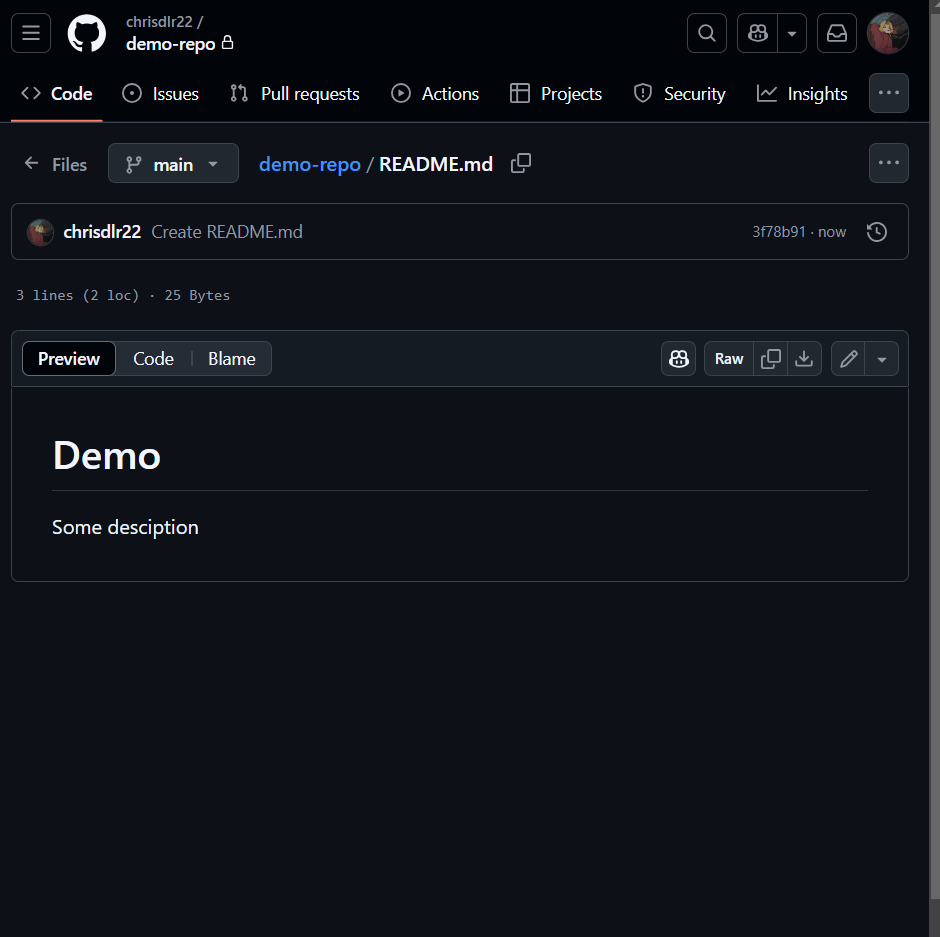 chrisdlr22 /
demo-repo
Code Issues Pull requests Actions Projects Security Insights
Files main demo-repo / README.md
chrisdlr22 Create README.md 3f78b91 · now
3 lines (2 loc) · 25 Bytes
Preview Code Blame Raw
Demo
Some desciption